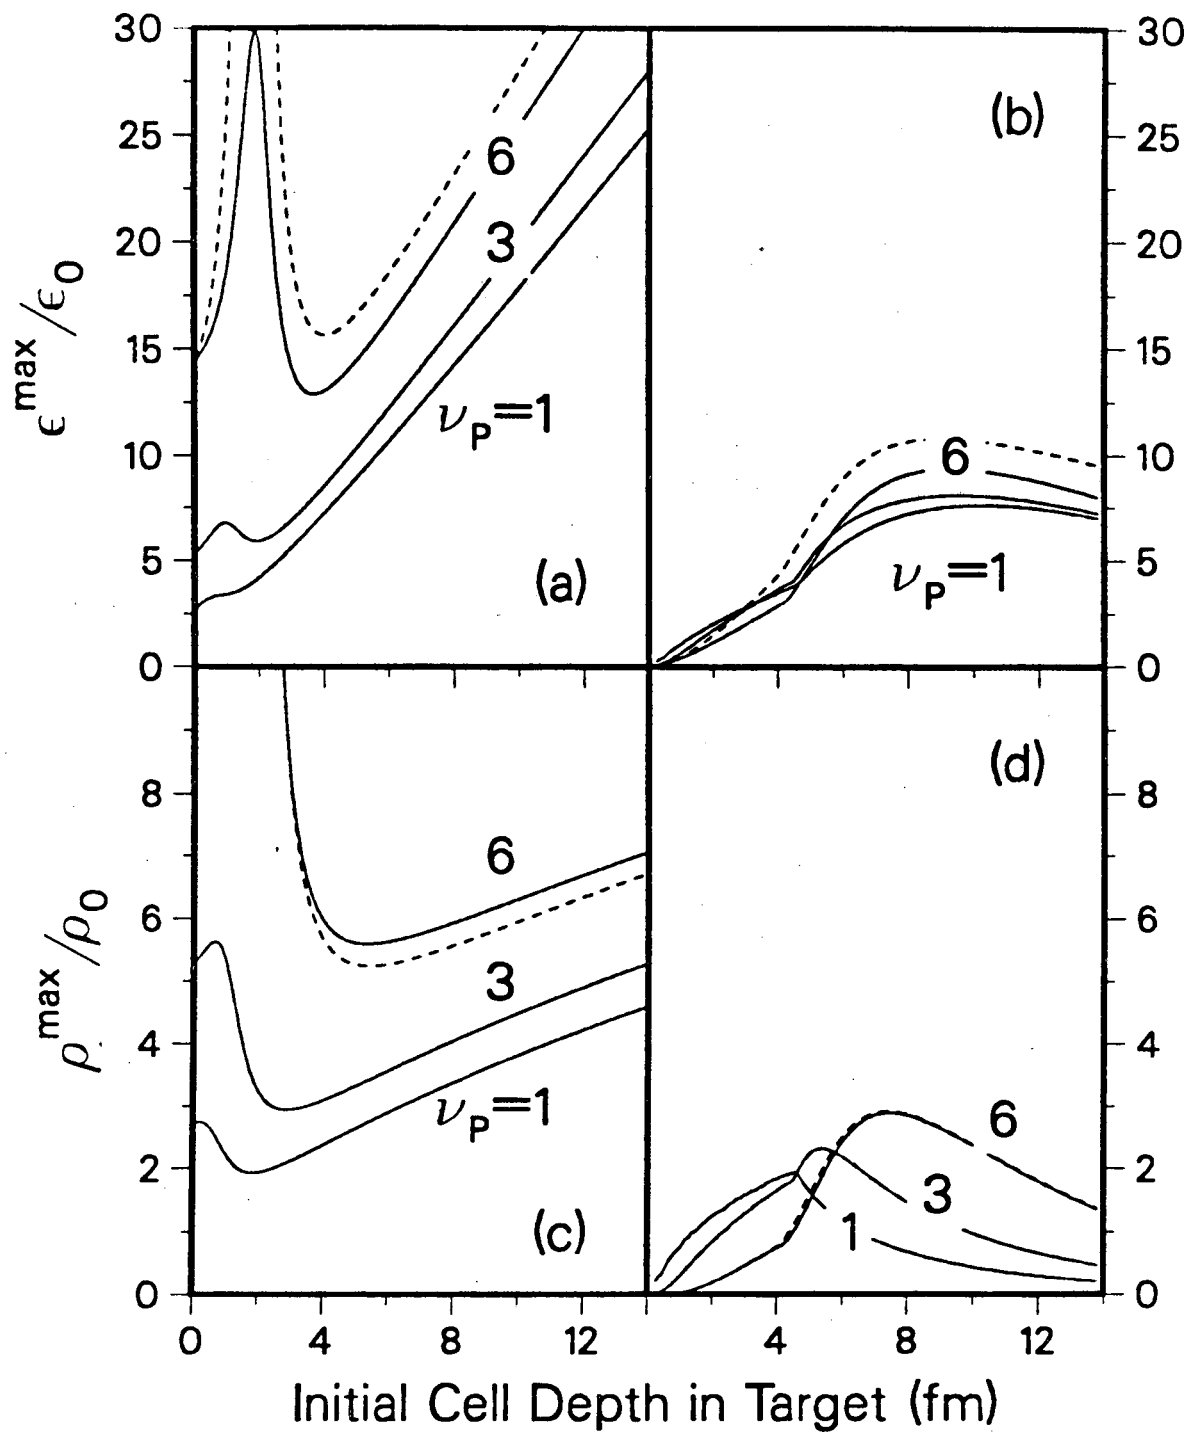 30
25
20
15
10
5
0
ϵ^max/ϵ_0
6
3
ν_P=1
(a)
(b)
6
ν_P=1
30
25
20
15
10
5
0
8
6
4
2
0
ρ^max/ρ_0
6
3
ν_P=1
(c)
(d)
6
3
1
8
6
4
2
0
0 4 8 12 4 8 12
Initial Cell Depth in Target (fm)